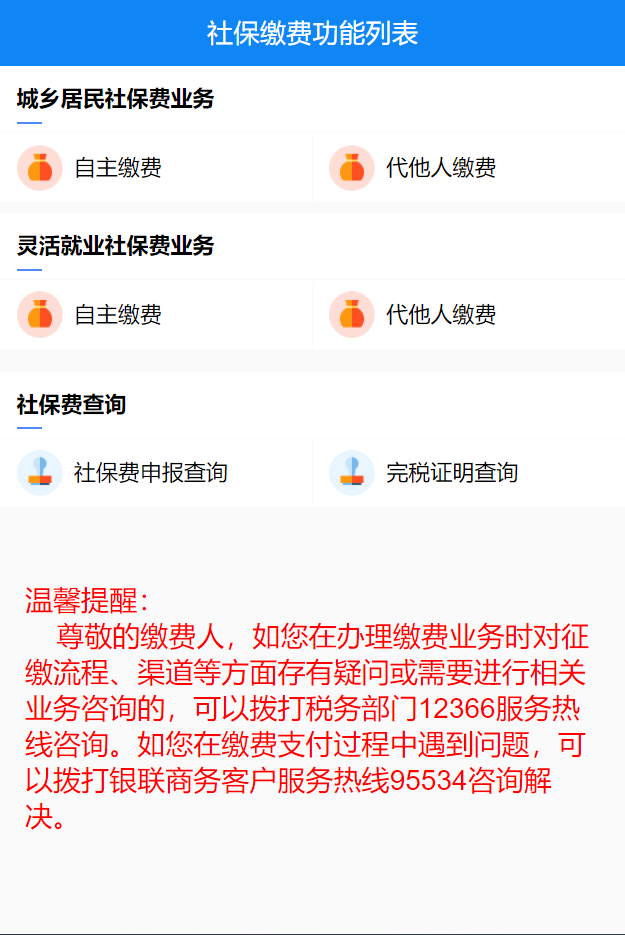 社保缴费功能列表
城乡居民社保费业务
自主缴费
代他人缴费
灵活就业社保费业务
自主缴费
代他人缴费
社保费查询
社保费申报查询
完税证明查询
温馨提醒：
尊敬的缴费人，如您在办理缴费业务时对征
缴流程、渠道等方面存有疑问或需要进行相关
业务咨询的，可以拨打税务部门12366服务热
线咨询。如您在缴费支付过程中遇到问题，可
以拨打银联商务客户服务热线95534咨询解
决。